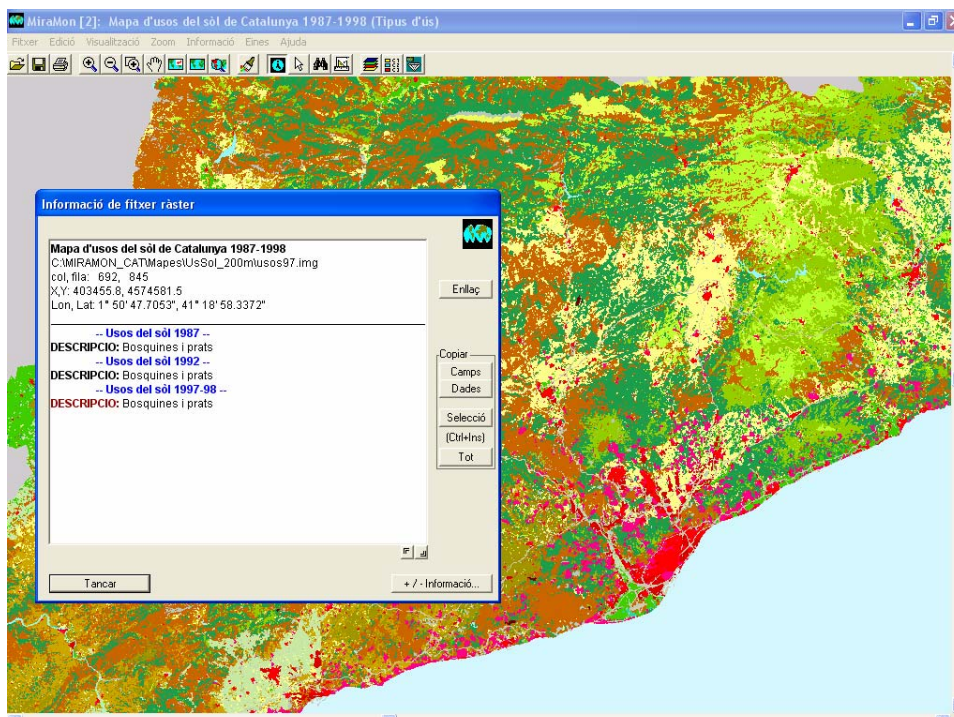 MiraMon [2]: Mapa d'usos del sòl de Catalunya 1987-1998 (Tipus d'ús)
Fitxer Edició Visualització Zoom Informació Eines Ajuda
Informació de fitxer ràster
Mapa d'usos del sòl de Catalunya 1987-1998
C:\MIRAMON_CAT\Mapes\UsSol_200m\usos97.img
col, fila: 692, 845
X,Y: 403455.8, 4574581.5
Lon, Lat: 1° 50' 47.7053", 41° 18' 58.3372"
-- Usos del sòl 1987 --
DESCRIPCIO: Bosquines i prats
-- Usos del sòl 1992 --
DESCRIPCIO: Bosquines i prats
-- Usos del sòl 1997-98 --
DESCRIPCIO: Bosquines i prats
Enllaç
Copiar
Camps
Dades
Selecció
(Ctrl+Ins)
Tot
Tancar
+ / - Informació...